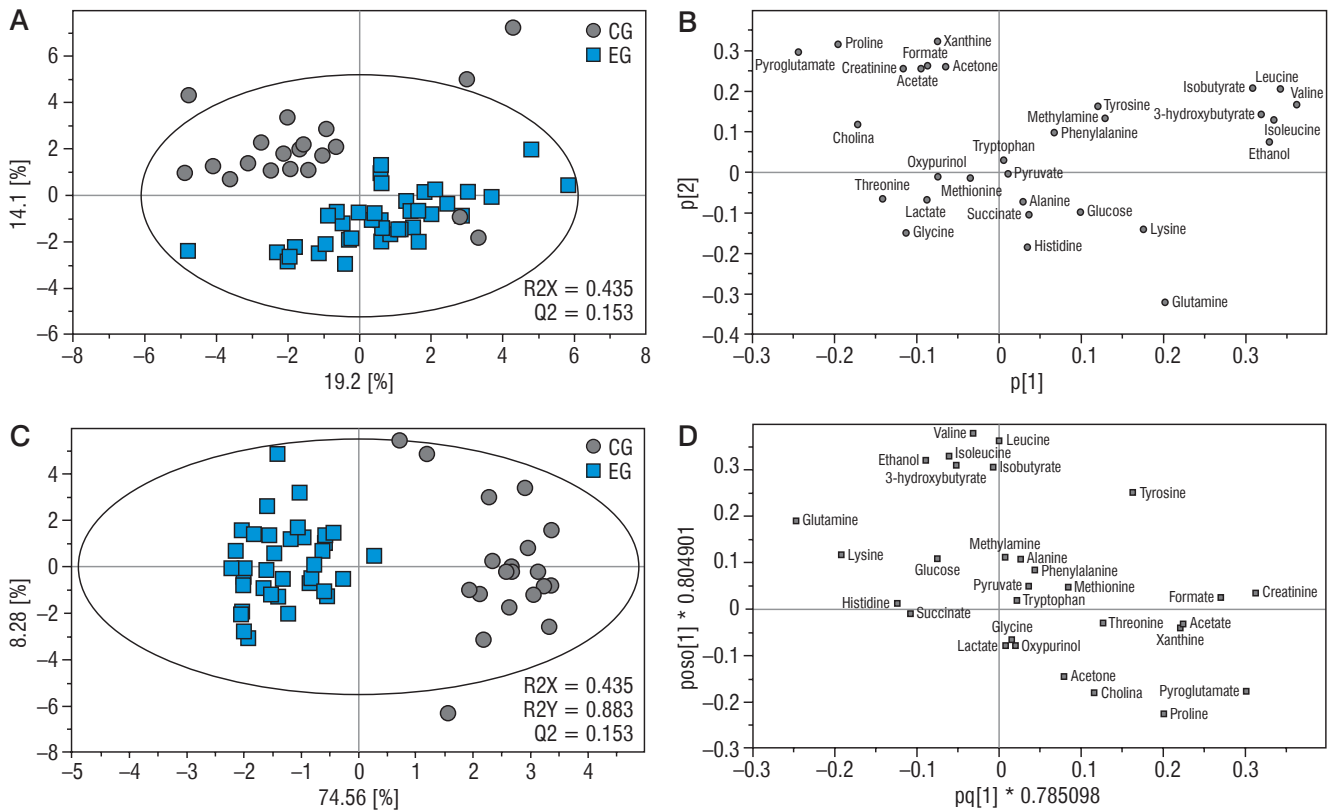 A
CG
EG
6
4
2
0
−2
−4
−6
14.1 [%]
R2X = 0.435
Q2 = 0.153
−8
−6
−4
−2
0
2
4
6
8
19.2 [%]
B
0.3
0.2
0.1
0
−0.1
−0.2
−0.3
−0.4
p[2]
Proline
Xanthine
Pyroglutamate
Formate
Creatinine
Acetone
Acetate
Isobutyrate
Leucine
Valine
3-hydroxybutyrate
Isoleucine
Ethanol
Tyrosine
Methylamine
Phenylalanine
Cholina
Tryptophan
Oxypurinol
Pyruvate
Threonine
Methionine
Lactate
Alanine
Succinate
Glucose
Glycine
Lysine
Histidine
Glutamine
−0.3
−0.2
−0.1
0
0.1
0.2
0.3
p[1]
C
CG
EG
4
2
0
−2
−4
−6
−8
8.28 [%]
R2X = 0.435
R2Y = 0.883
Q2 = 0.153
−5
−4
−3
−2
−1
0
1
2
3
4
5
74.56 [%]
D
0.3
0.2
0.1
0
−0.1
−0.2
−0.3
poso[1] * 0.804901
Valine
Leucine
Ethanol
Isoleucine
3-hydroxybutyrate
Isobutyrate
Tyrosine
Glutamine
Lysine
Methylamine
Glucose
Alanine
Phenylalanine
Pyruvate
Methionine
Histidine
Tryptophan
Formate
Creatinine
Succinate
Glycine
Threonine
Acetate
Xanthine
Lactate
Oxypurinol
Acetone
Cholina
Pyroglutamate
Proline
−0.3
−0.2
−0.1
0
0.1
0.2
0.3
pq[1] * 0.785098